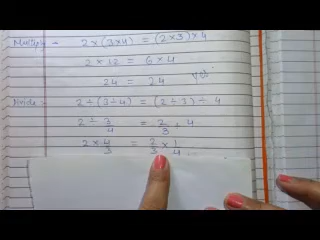 Multiply :- 2 × (3×4) = (2×3)×4
2 × 12 = 6 × 4
24 = 24 yes
Divide :- 2 ÷ (3 ÷ 4) = (2 ÷ 3) ÷ 4
2 ÷ 3/4 = 2/3 ÷ 4
2 × 4/3 = 2/3 × 1/4